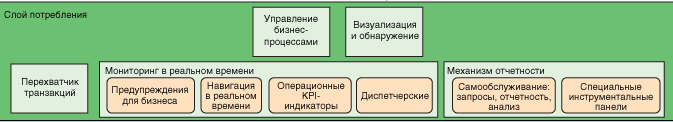 Слой потребления
Управление
бизнес-
процессами
Визуализация
и обнаружение
Перехватчик
транзакций
Мониторинг в реальном времени
Предупреждения
для бизнеса
Навигация
в реальном
времени
Операционные
KPI-
индикаторы
Диспетчерские
Механизм отчетности
Самообслуживание:
запросы, отчетность,
анализ
Специальные
инструментальные
панели